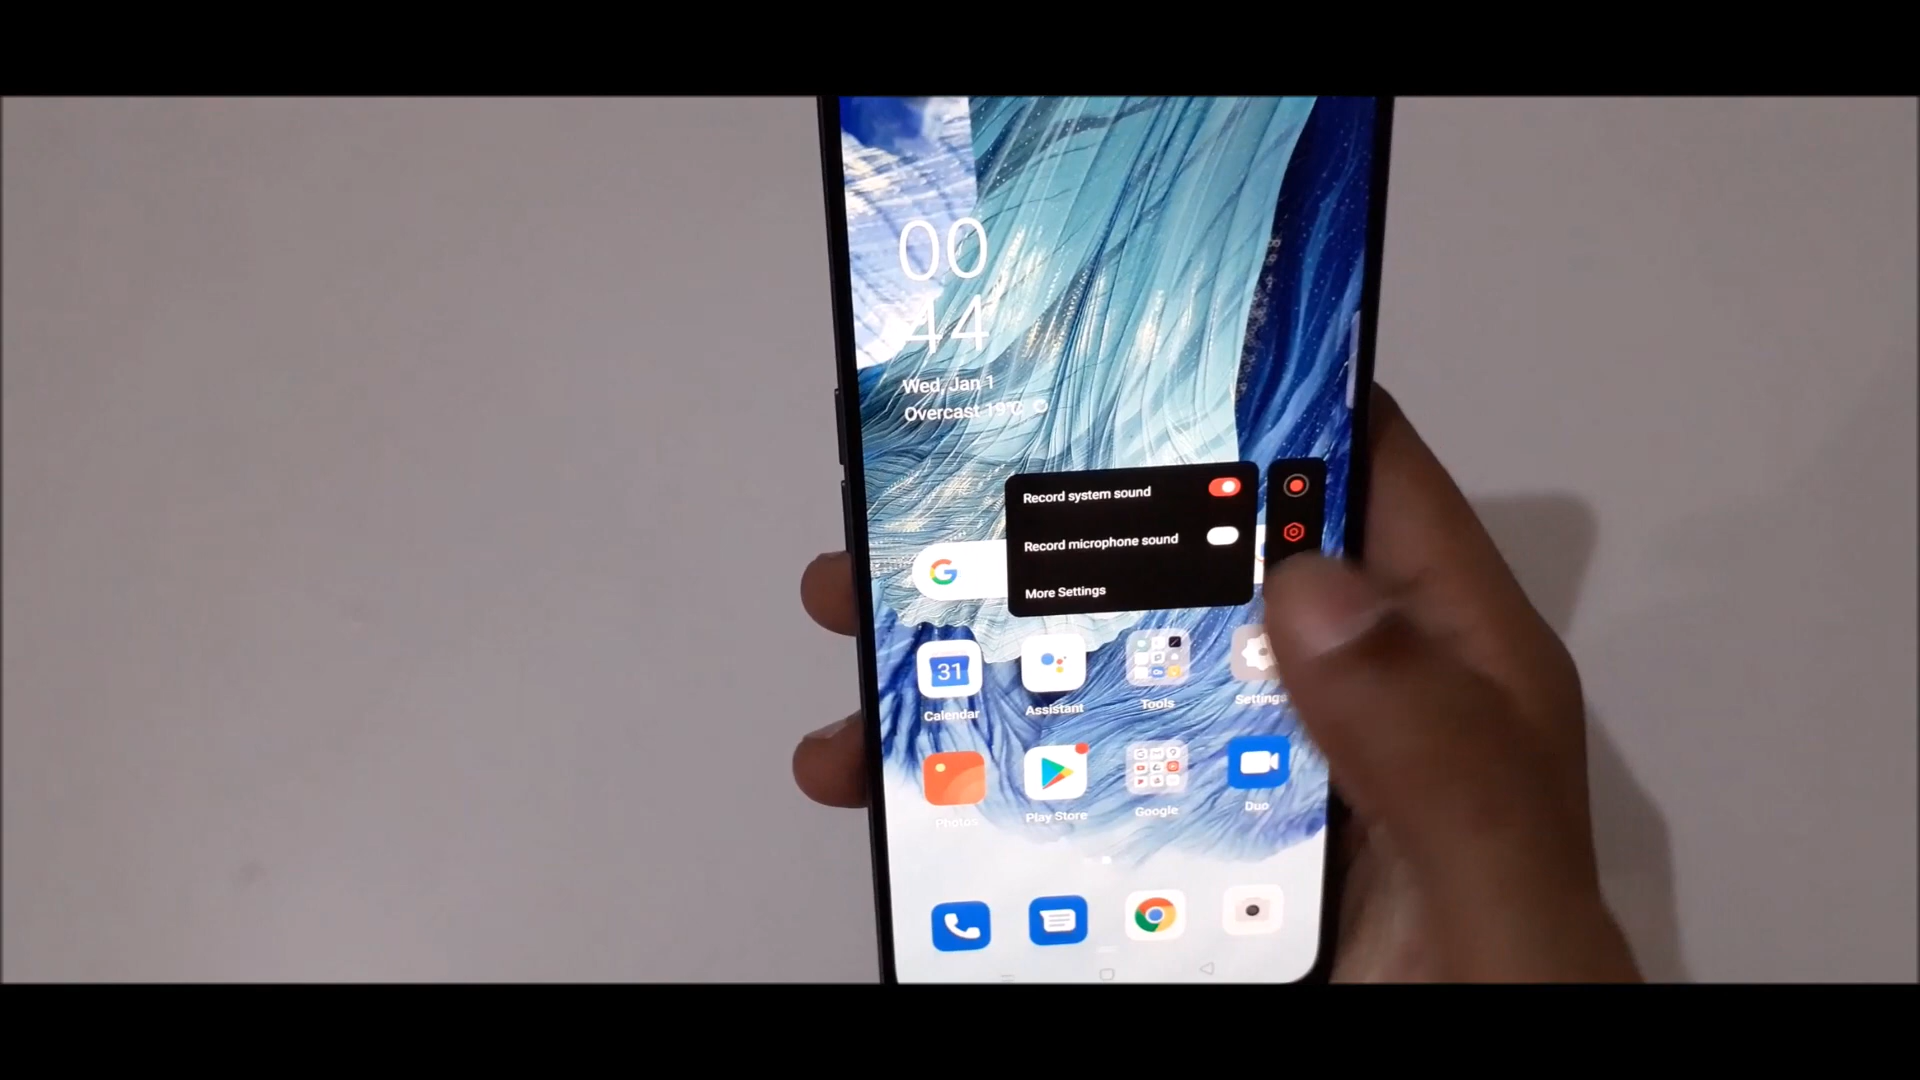 00
44
Wed, Jan 1
Overcast 19°C
Record system sound
Record microphone sound
More Settings
G
31
Calendar
Assistant
Tools
Settings
Photos
Play Store
Google
Duo